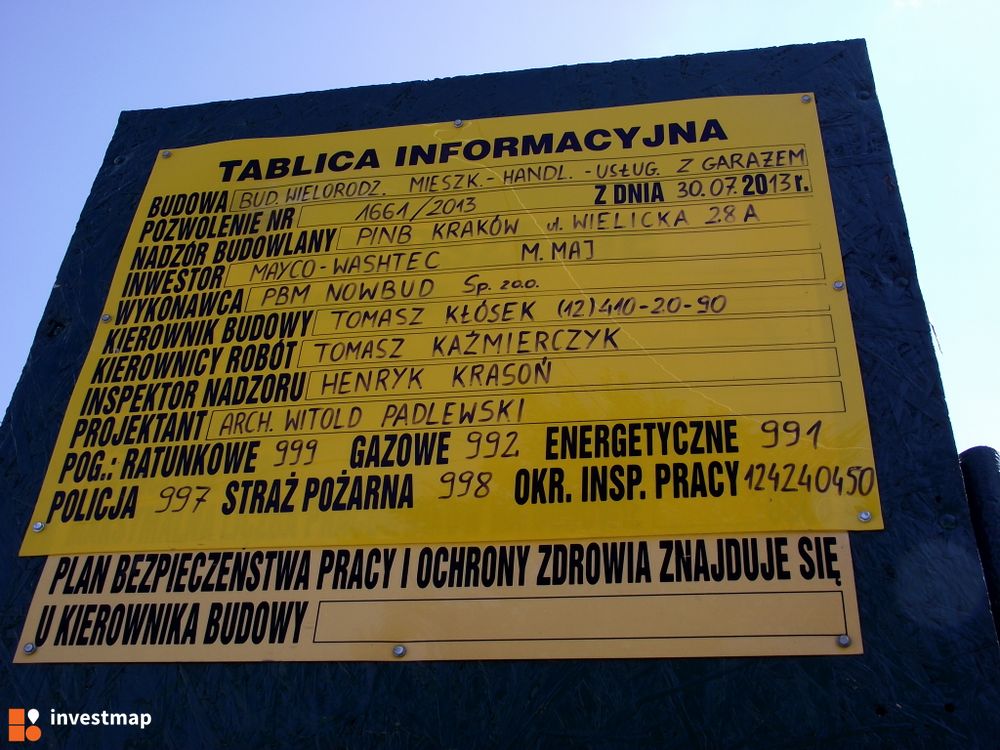 TABLICA INFORMACYJNA
BUDOWA BUD. WIELORODZ. MIESZK.- HANDL. - USŁUG. Z GARAŻEM
POZWOLENIE NR 1661/2013 Z DNIA 30.07.2013 r.
NADZÓR BUDOWLANY PINB KRAKÓW ul. WIELICKA 28A
INWESTOR MAYCO-WASHTEC M. MAJ
WYKONAWCA PBM NOWBUD Sp. z o.o.
KIEROWNIK BUDOWY TOMASZ KŁÓSEK (12)410-20-90
KIEROWNICY ROBÓT TOMASZ KAŹMIERCZYK
INSPEKTOR NADZORU HENRYK KRASOŃ
PROJEKTANT ARCH. WITOLD PADLEWSKI
POG.: RATUNKOWE 999 GAZOWE 992 ENERGETYCZNE 991
POLICJA 997 STRAŻ POŻARNA 998 OKR. INSP. PRACY 124240450
PLAN BEZPIECZEŃSTWA PRACY I OCHRONY ZDROWIA ZNAJDUJE SIĘ
U KIEROWNIKA BUDOWY
investmap